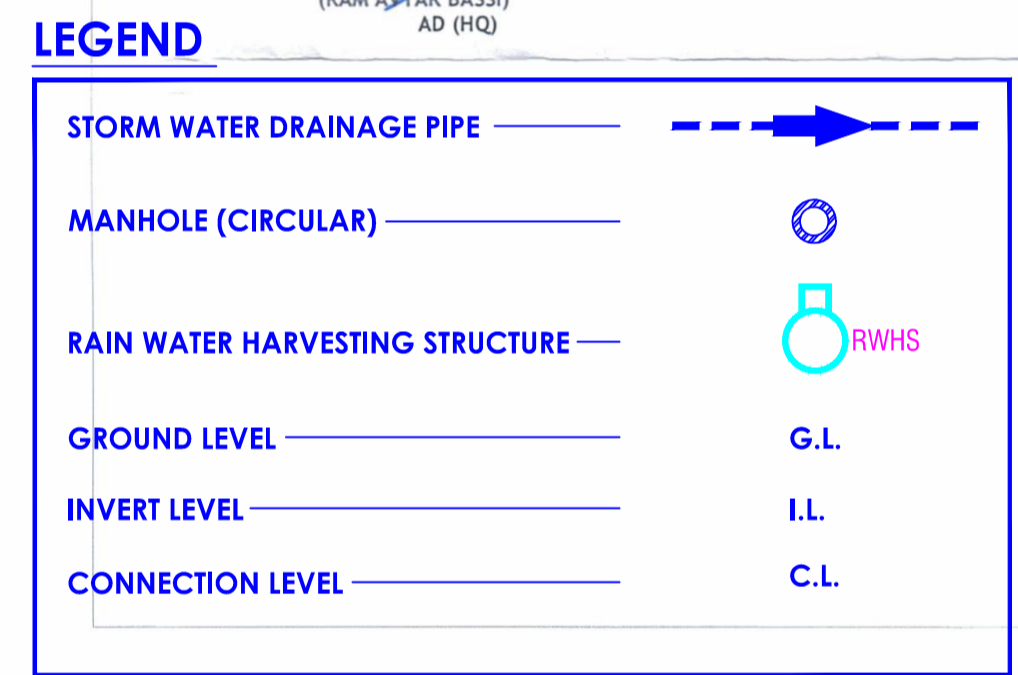 AD (HQ)
LEGEND
STORM WATER DRAINAGE PIPE
MANHOLE (CIRCULAR)
RAIN WATER HARVESTING STRUCTURE RWHS
GROUND LEVEL G.L.
INVERT LEVEL I.L.
CONNECTION LEVEL C.L.